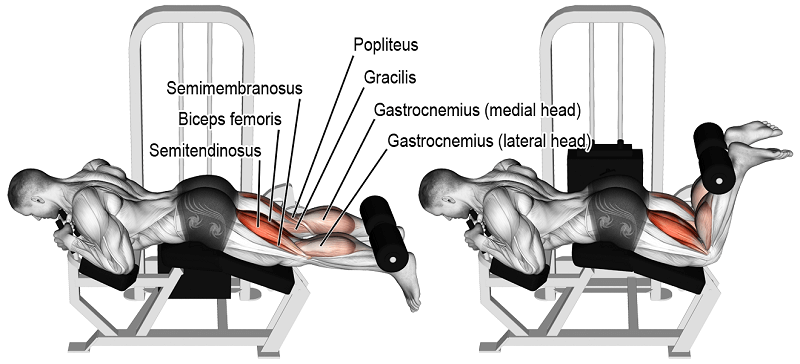 Popliteus
Gracilis
Semimembranosus
Gastrocnemius (medial head)
Biceps femoris
Gastrocnemius (lateral head)
Semitendinosus